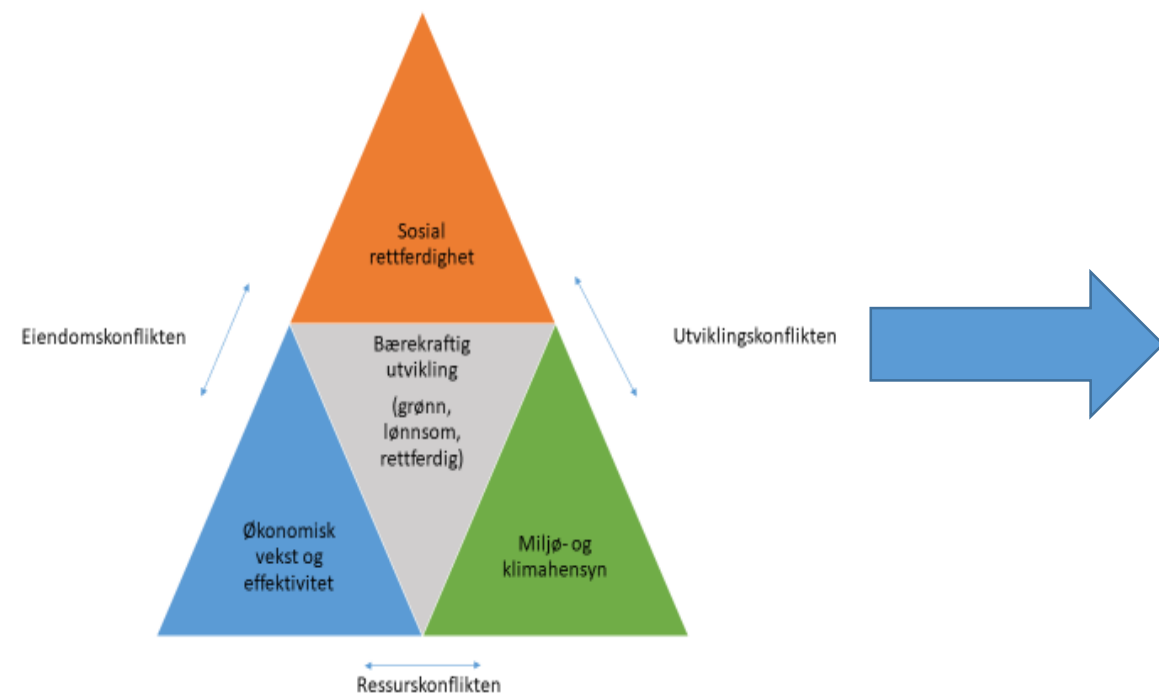 Sosial
rettferdighet
Eiendomskonflikten
Bærekraftig
utvikling
(grønn,
lønnsom,
rettferdig)
Utviklingskonflikten
Økonomisk
vekst og
effektivitet
Miljø- og
klimahensyn
Ressurskonflikten